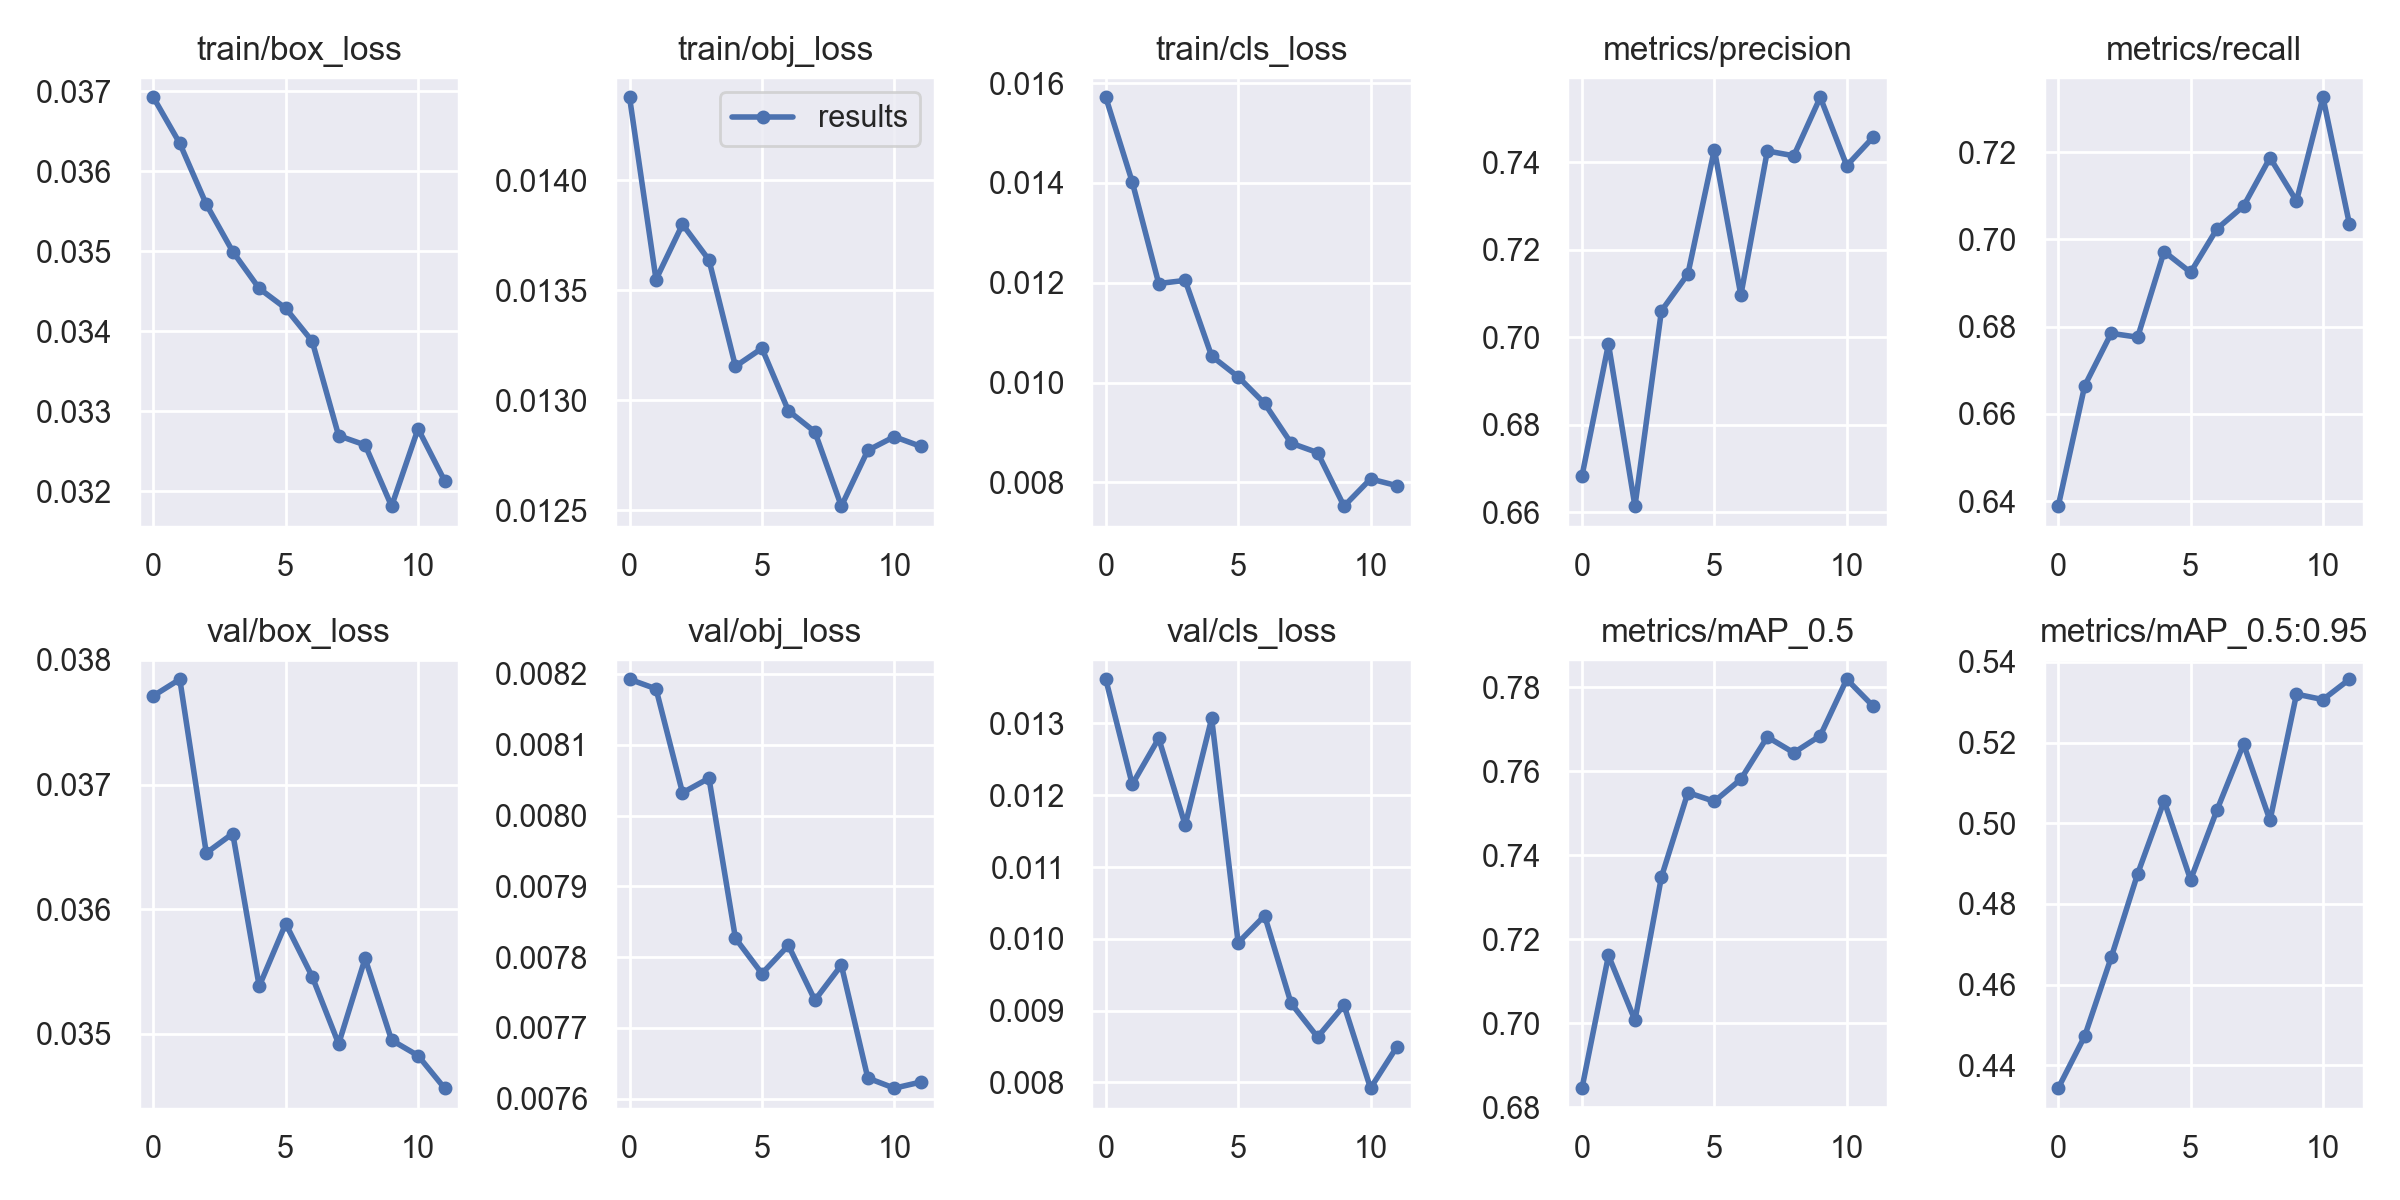 train/box_loss
0.037
0.036
0.035
0.034
0.033
0.032
0 5 10
train/obj_loss
results
0.0140
0.0135
0.0130
0.0125
0 5 10
train/cls_loss
0.016
0.014
0.012
0.010
0.008
0 5 10
metrics/precision
0.74
0.72
0.70
0.68
0.66
0 5 10
metrics/recall
0.72
0.70
0.68
0.66
0.64
0 5 10
val/box_loss
0.038
0.037
0.036
0.035
0 5 10
val/obj_loss
0.0082
0.0081
0.0080
0.0079
0.0078
0.0077
0.0076
0 5 10
val/cls_loss
0.013
0.012
0.011
0.010
0.009
0.008
0 5 10
metrics/mAP_0.5
0.78
0.76
0.74
0.72
0.70
0.68
0 5 10
metrics/mAP_0.5:0.95
0.54
0.52
0.50
0.48
0.46
0.44
0 5 10